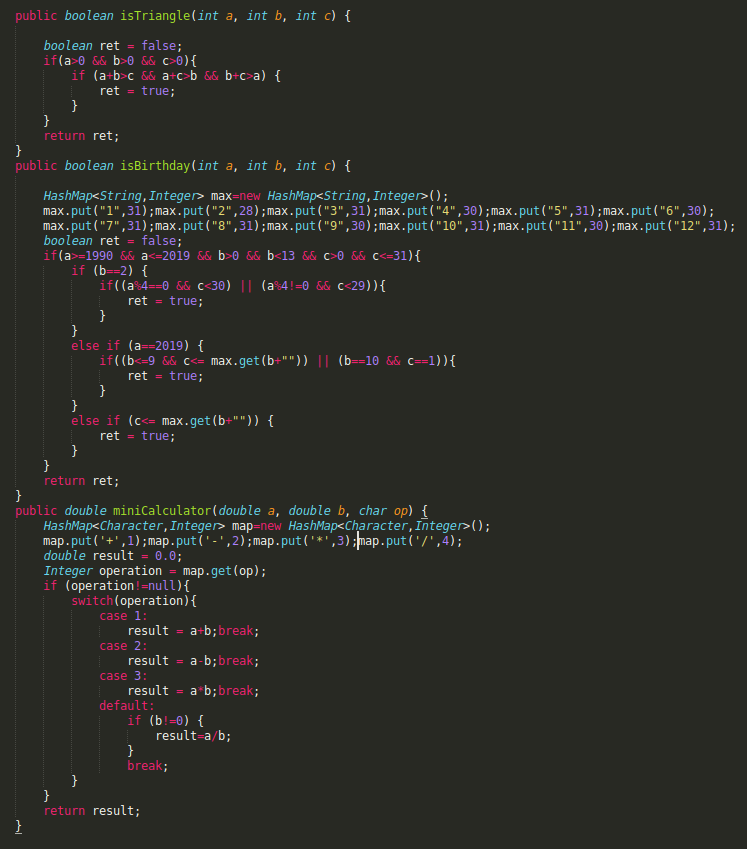 public boolean isTriangle(int a, int b, int c) {
boolean ret = false;
if(a>0 && b>0 && c>0){
if (a+b>c && a+c>b && b+c>a) {
ret = true;
}
}
return ret;
}
public boolean isBirthday(int a, int b, int c) {
HashMap<String,Integer> max=new HashMap<String,Integer>();
max.put("1",31);max.put("2",28);max.put("3",31);max.put("4",30);max.put("5",31);max.put("6",30);
max.put("7",31);max.put("8",31);max.put("9",30);max.put("10",31);max.put("11",30);max.put("12",31);
boolean ret = false;
if(a>=1990 && a<=2019 && b>0 && b<13 && c>0 && c<=31){
if (b==2) {
if((a%4==0 && c<30) || (a%4!=0 && c<29)){
ret = true;
}
}
else if (a==2019) {
if((b<=9 && c<= max.get(b+"")) || (b==10 && c==1)){
ret = true;
}
}
else if (c<= max.get(b+"")) {
ret = true;
}
}
return ret;
}
public double miniCalculator(double a, double b, char op) {
HashMap<Character,Integer> map=new HashMap<Character,Integer>();
map.put('+',1);map.put('-',2);map.put('*',3);map.put('/',4);
double result = 0.0;
Integer operation = map.get(op);
if (operation!=null){
switch(operation){
case 1:
result = a+b;break;
case 2:
result = a-b;break;
case 3:
result = a*b;break;
default:
if (b!=0) {
result=a/b;
}
break;
}
}
return result;
}